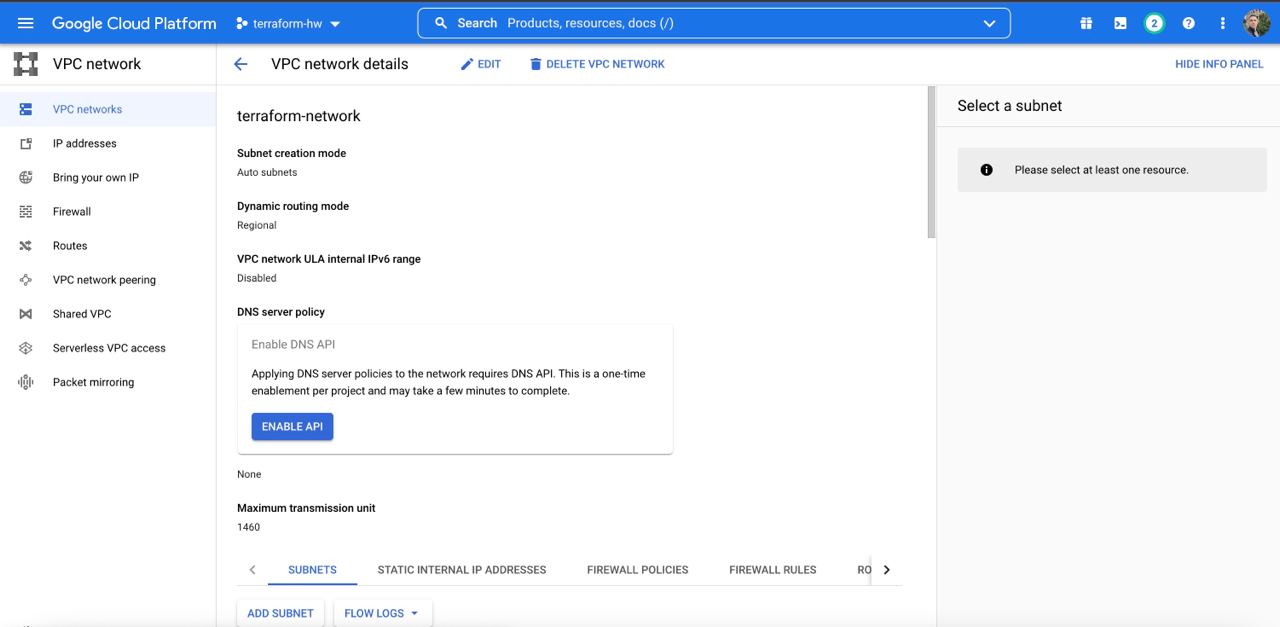 Google Cloud Platform
terraform-hw
Search Products, resources, docs (/)
2
VPC network
VPC network details
EDIT
DELETE VPC NETWORK
HIDE INFO PANEL
VPC networks
IP addresses
Bring your own IP
Firewall
Routes
VPC network peering
Shared VPC
Serverless VPC access
Packet mirroring
terraform-network
Subnet creation mode
Auto subnets
Dynamic routing mode
Regional
VPC network ULA internal IPv6 range
Disabled
DNS server policy
Enable DNS API
Applying DNS server policies to the network requires DNS API. This is a one-time
enablement per project and may take a few minutes to complete.
ENABLE API
None
Maximum transmission unit
1460
SUBNETS
STATIC INTERNAL IP ADDRESSES
FIREWALL POLICIES
FIREWALL RULES
RO
ADD SUBNET
FLOW LOGS
Select a subnet
Please select at least one resource.